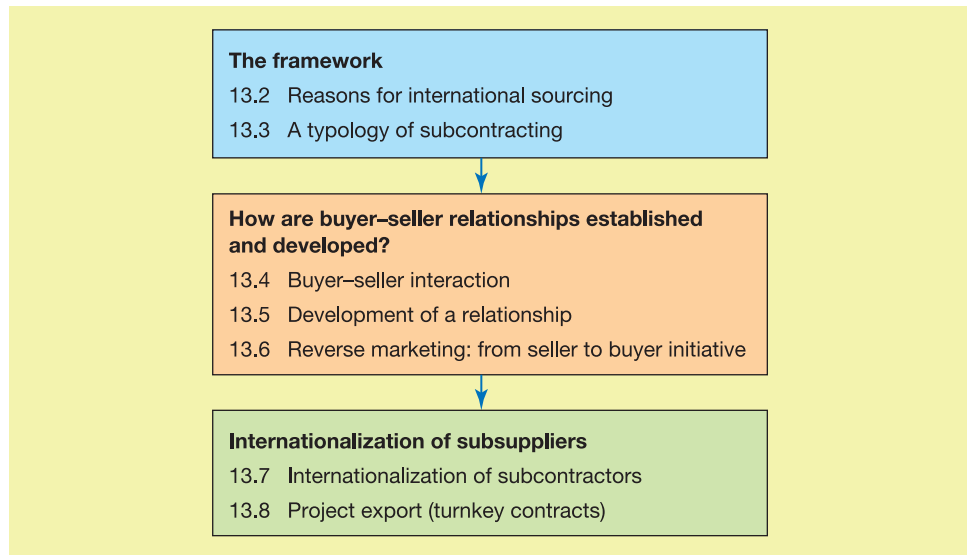 The framework
13.2 Reasons for international sourcing
13.3 A typology of subcontracting
How are buyer–seller relationships established
and developed?
13.4 Buyer–seller interaction
13.5 Development of a relationship
13.6 Reverse marketing: from seller to buyer initiative
Internationalization of subsuppliers
13.7 Internationalization of subcontractors
13.8 Project export (turnkey contracts)